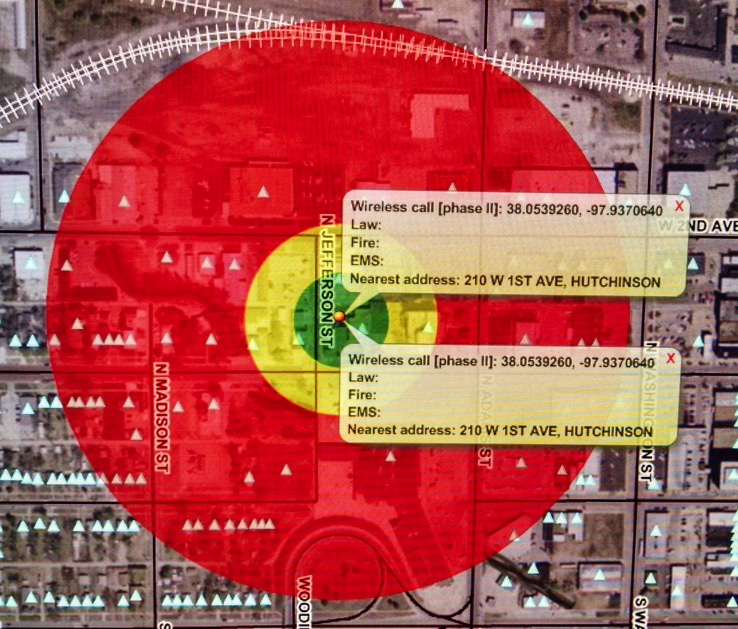 N JEFFERSON ST
Wireless call [phase II]: 38.0539260, -97.9370640 X
Law:
Fire:
EMS:
Nearest address: 210 W 1ST AVE, HUTCHINSON
W 2ND AVE
Wireless call [phase II]: 38.0539260, -97.9370640 X
Law:
Fire:
EMS:
Nearest address: 210 W 1ST AVE, HUTCHINSON
N MADISON ST
N ADAMS ST
N WASHINGTON ST
WOODI
S WA